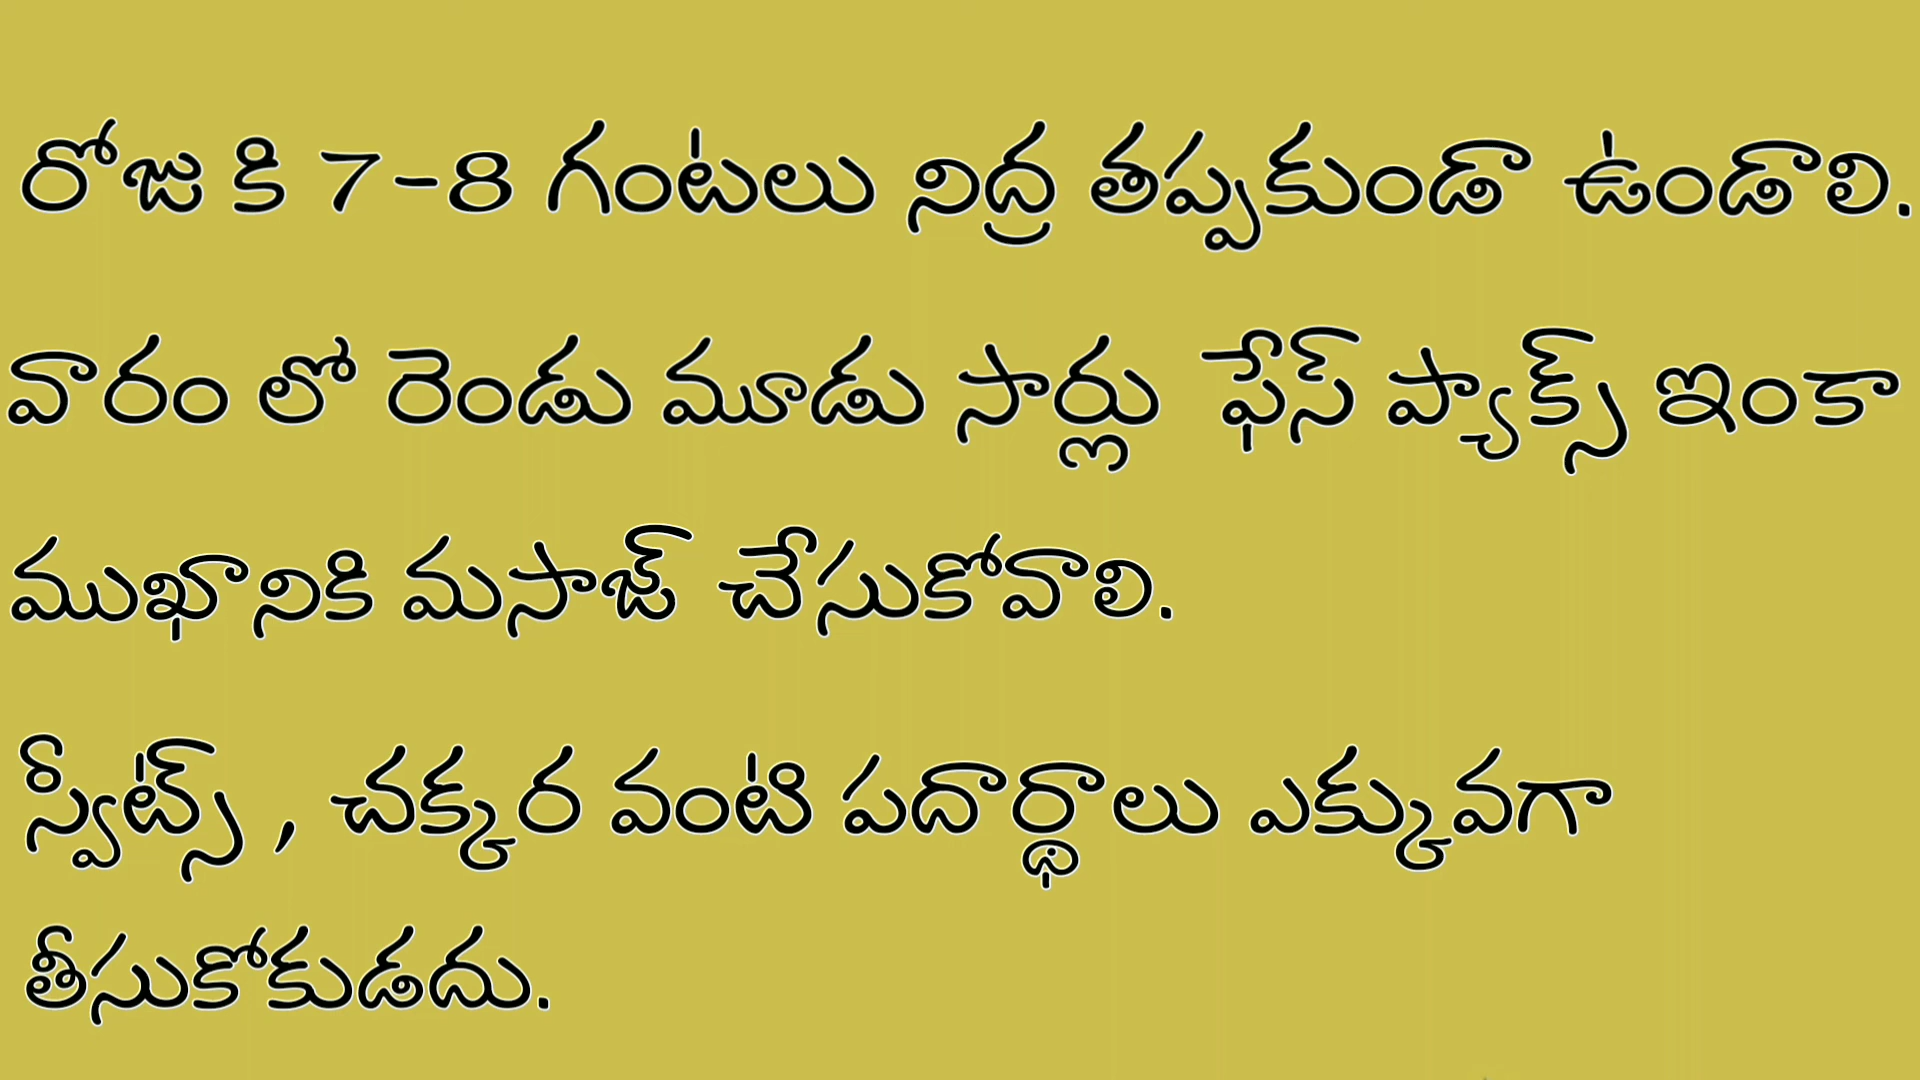 రోజు కి 7-8 గంటలు నిద్ర తప్పకుండా ఉండాలి.
వారం లో రెండు మూడు సార్లు ఫేస్ ప్యాక్స్ ఇంకా
ముఖానికి మసాజ్ చేసుకోవాలి.
స్వీట్స్ , చక్కర వంటి పదార్థాలు ఎక్కువగా
తీసుకోకుడదు.